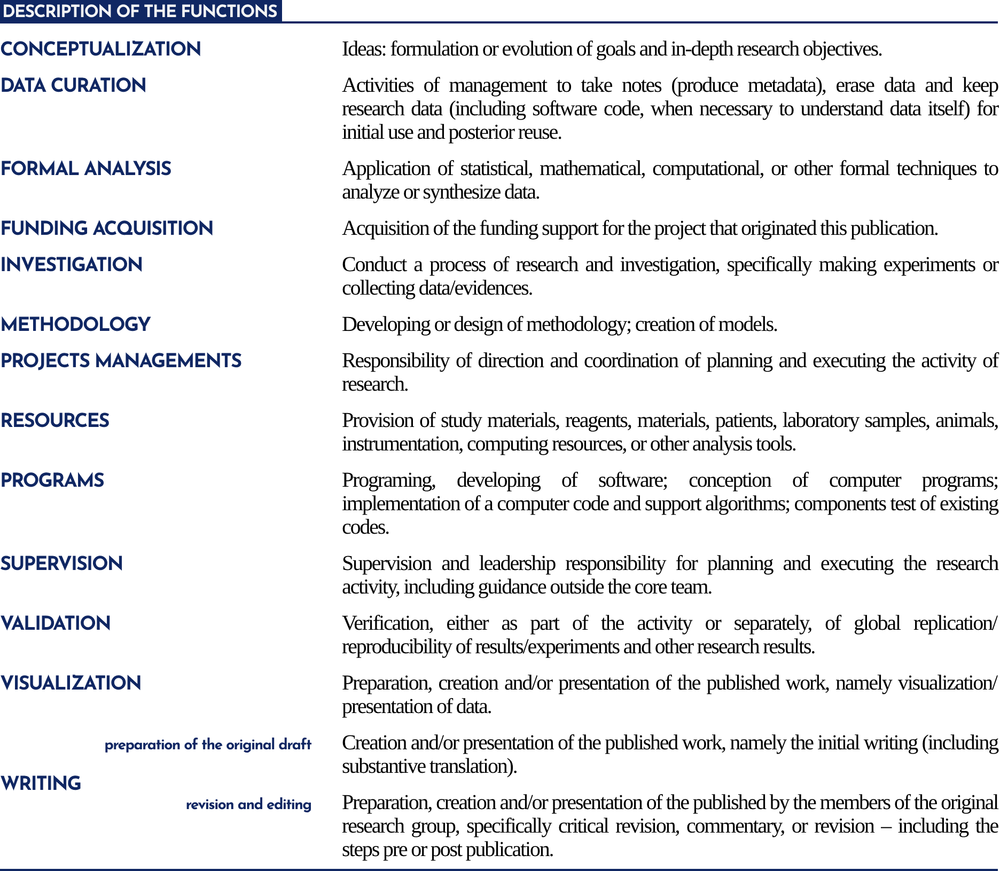 DESCRIPTION OF THE FUNCTIONS
CONCEPTUALIZATION
Ideas: formulation or evolution of goals and in-depth research objectives.
DATA CURATION
Activities of management to take notes (produce metadata), erase data and keep
research data (including software code, when necessary to understand data itself) for
initial use and posterior reuse.
FORMAL ANALYSIS
Application of statistical, mathematical, computational, or other formal techniques to
analyze or synthesize data.
FUNDING ACQUISITION
Acquisition of the funding support for the project that originated this publication.
INVESTIGATION
Conduct a process of research and investigation, specifically making experiments or
collecting data/evidences.
METHODOLOGY
Developing or design of methodology; creation of models.
PROJECTS MANAGEMENTS
Responsibility of direction and coordination of planning and executing the activity of
research.
RESOURCES
Provision of study materials, reagents, materials, patients, laboratory samples, animals,
instrumentation, computing resources, or other analysis tools.
PROGRAMS
Programing, developing of software; conception of computer programs;
implementation of a computer code and support algorithms; components test of existing
codes.
SUPERVISION
Supervision and leadership responsibility for planning and executing the research
activity, including guidance outside the core team.
VALIDATION
Verification, either as part of the activity or separately, of global replication/
reproducibility of results/experiments and other research results.
VISUALIZATION
Preparation, creation and/or presentation of the published work, namely visualization/
presentation of data.
WRITING
preparation of the original draft
Creation and/or presentation of the published work, namely the initial writing (including
substantive translation).
revision and editing
Preparation, creation and/or presentation of the published by the members of the original
research group, specifically critical revision, commentary, or revision – including the
steps pre or post publication.